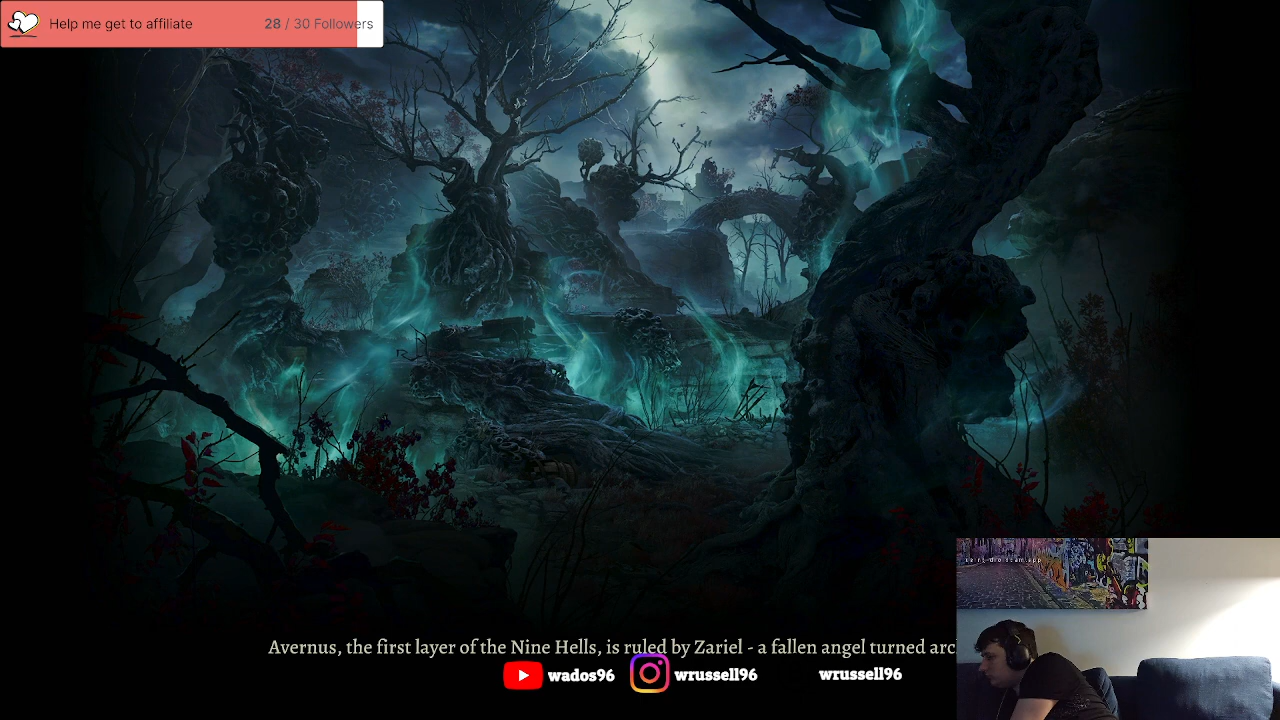 Help me get to affiliate 28 / 30 Followers
Avernus, the first layer of the Nine Hells, is ruled by Zariel - a fallen angel turned arc
wados96 wrussell96 wrussell96